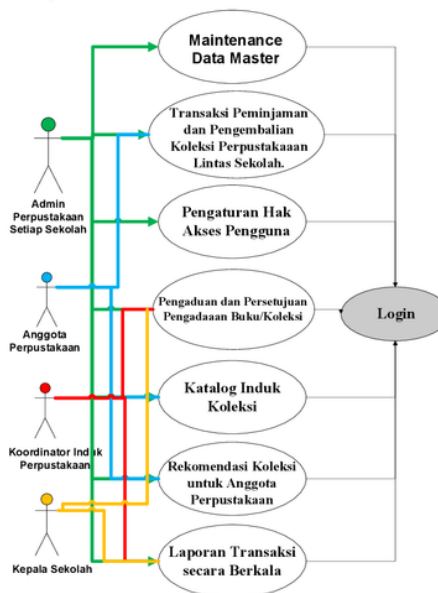 Maintenance
Data Master
Transaksi Peminjaman
dan Pengembalian
Koleksi Perpustakaaan
Lintas Sekolah.
Admin
Perpustakaan
Setiap Sekolah
Pengaturan Hak
Akses Pengguna
Anggota
Perpustakaan
Pengaduan dan Persetujuan
Pengadaaan Buku/Koleksi
Login
Koordinator Induk
Perpustakaan
Katalog Induk
Koleksi
Rekomendasi Koleksi
untuk Anggota
Perpustakaan
Kepala Sekolah
Laporan Transaksi
secara Berkala